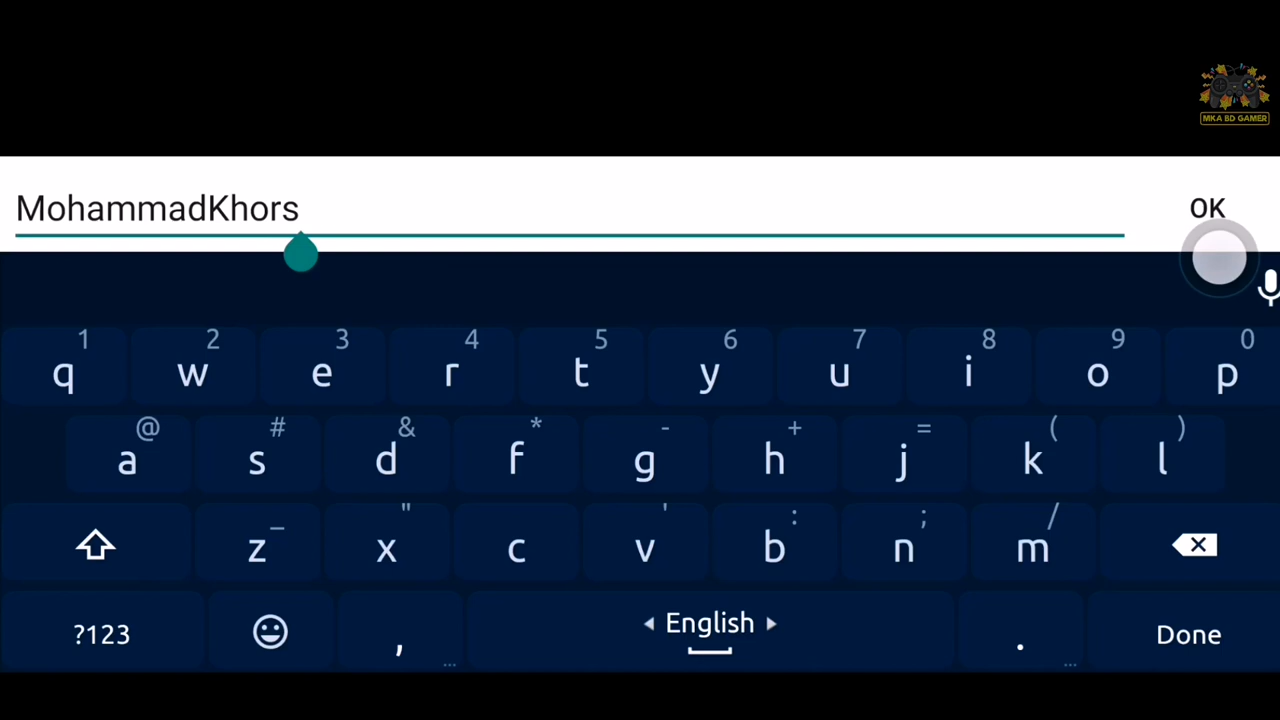 MKA BD GAMER
MohammadKhors
OK
1 2 3 4 5 6 7 8 9 0
q w e r t y u i o p
@ # & * - + = ( )
a s d f g h j k l
_ " ' : ; /
z x c v b n m
?123 , ... English . ... Done